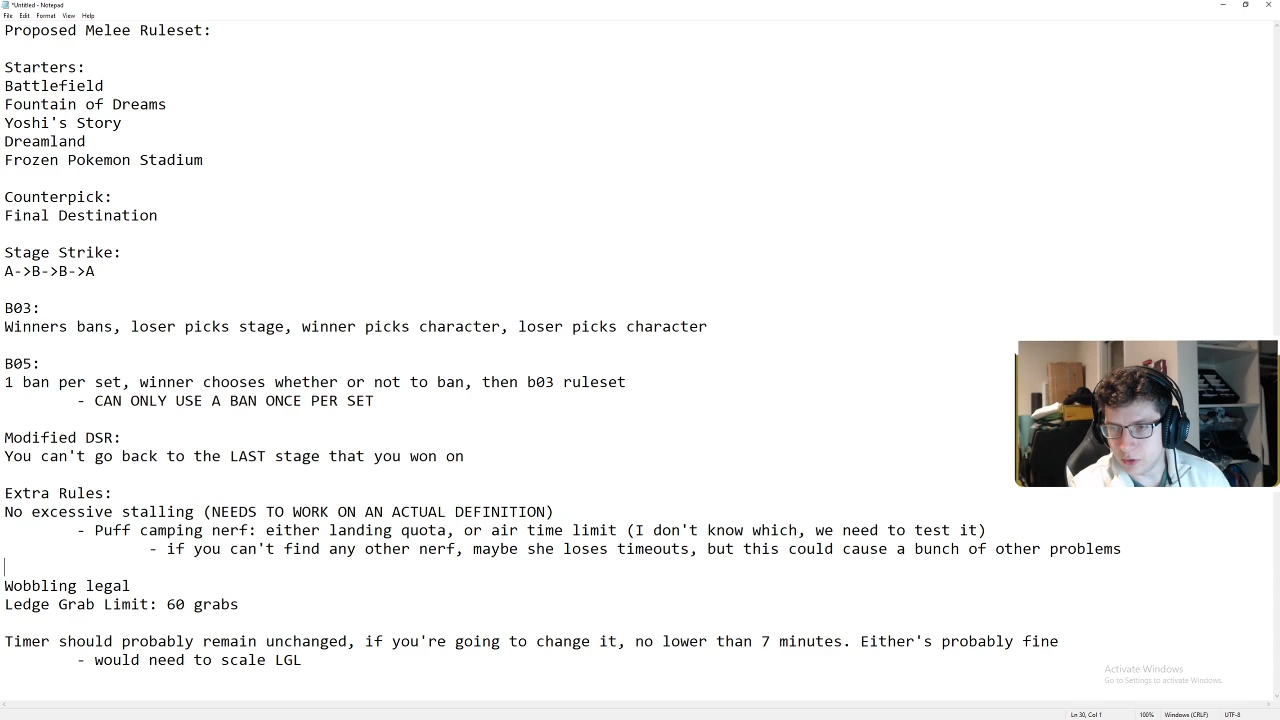 *Untitled - Notepad
File Edit Format View Help
Proposed Melee Ruleset:
Starters:
Battlefield
Fountain of Dreams
Yoshi's Story
Dreamland
Frozen Pokemon Stadium
Counterpick:
Final Destination
Stage Strike:
A->B->B->A
B03:
Winners bans, loser picks stage, winner picks character, loser picks character
B05:
1 ban per set, winner chooses whether or not to ban, then b03 ruleset
- CAN ONLY USE A BAN ONCE PER SET
Modified DSR:
You can't go back to the LAST stage that you won on
Extra Rules:
No excessive stalling (NEEDS TO WORK ON AN ACTUAL DEFINITION)
- Puff camping nerf: either landing quota, or air time limit (I don't know which, we need to test it)
- if you can't find any other nerf, maybe she loses timeouts, but this could cause a bunch of other problems
Wobbling legal
Ledge Grab Limit: 60 grabs
Timer should probably remain unchanged, if you're going to change it, no lower than 7 minutes. Either's probably fine
- would need to scale LGL
Activate Windows
Go to Settings to activate Windows.
Ln 30, Col 1 100% Windows (CRLF) UTF-8